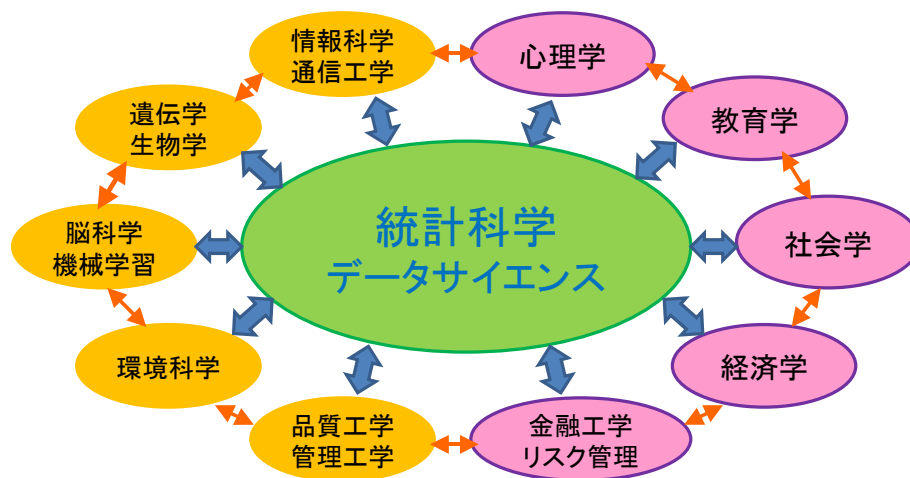 情報科学
通信工学
心理学
遺伝学
生物学
教育学
統計科学
データサイエンス
脳科学
機械学習
社会学
環境科学
経済学
品質工学
管理工学
金融工学
リスク管理